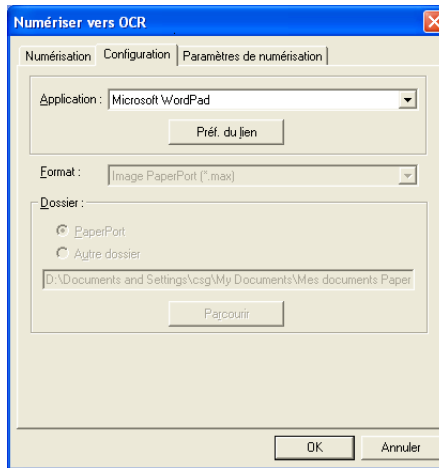 Numériser vers OCR
Numérisation Configuration Paramètres de numérisation
Application : Microsoft WordPad
Préf. du lien
Format : Image PaperPort (*.max)
Dossier :
PaperPort
Autre dossier
D:\Documents and Settings\csg\My Documents\Mes documents Paper
Parcourir
OK Annuler